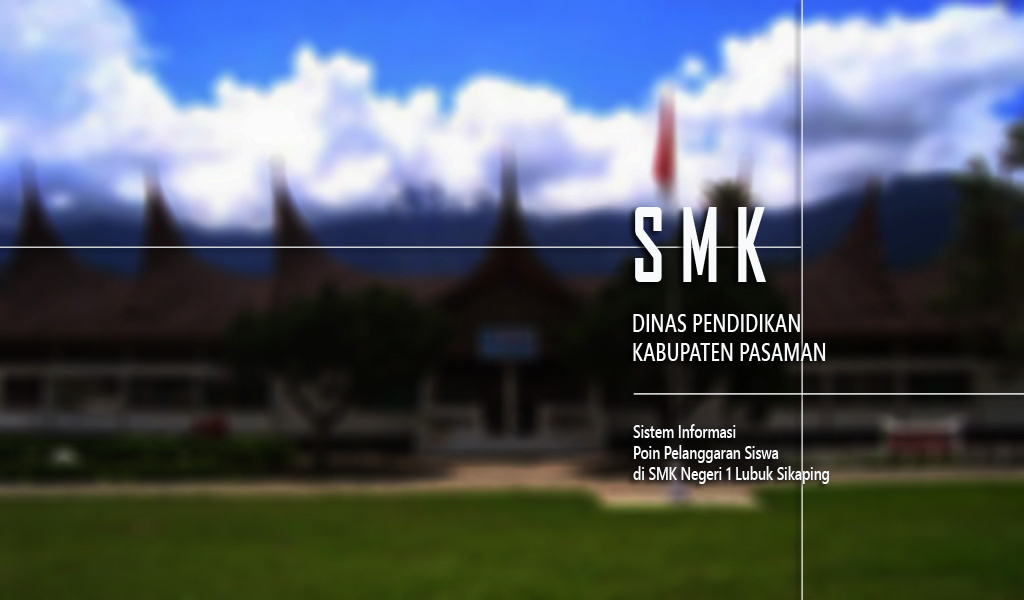 SMK
DINAS PENDIDIKAN
KABUPATEN PASAMAN
Sistem Informasi
Poin Pelanggaran Siswa
di SMK Negeri 1 Lubuk Sikaping